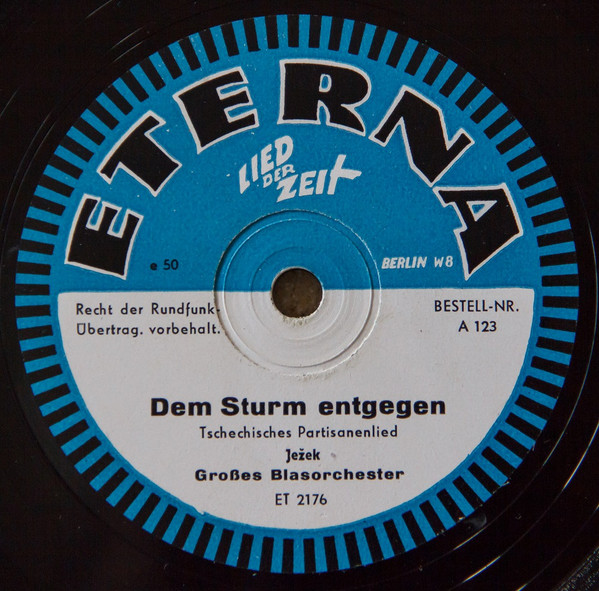 ETERNA
LIED
DER
ZEIT
e 50
BERLIN W8
Recht der Rundfunk-
Übertrag. vorbehalt.
BESTELL-NR.
A 123
Dem Sturm entgegen
Tschechisches Partisanenlied
Ježek
Großes Blasorchester
ET 2176